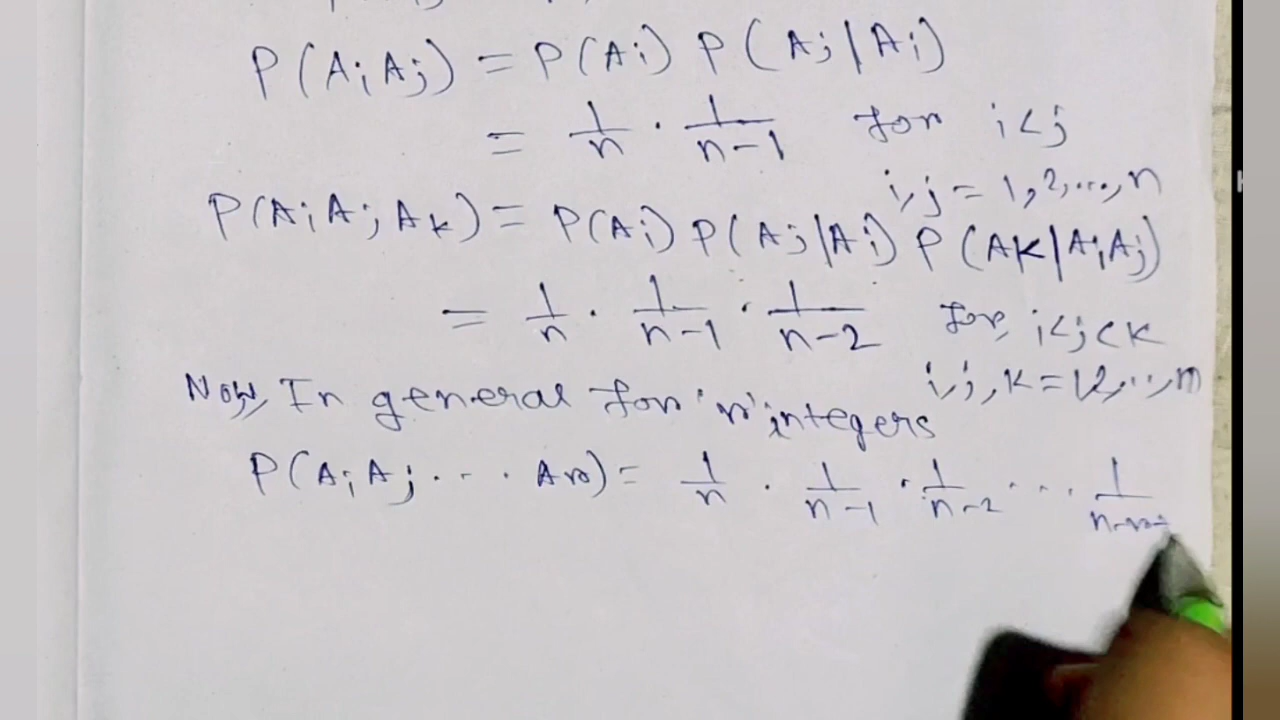 P(AiAj) = P(Ai) P(Aj|Ai)
= 1/n · 1/n-1 for i<j
i,j = 1,2,...,n
P(AiAjAk) = P(Ai) P(Aj|Ai) P(AK|AiAj)
= 1/n · 1/n-1 · 1/n-2 for, i<j<k
i,j,k = 1,2,...,n
Now, In general for 'r' integers
P(AiAj.... Ar) = 1/n · 1/n-1 · 1/n-2 ... 1/n-r